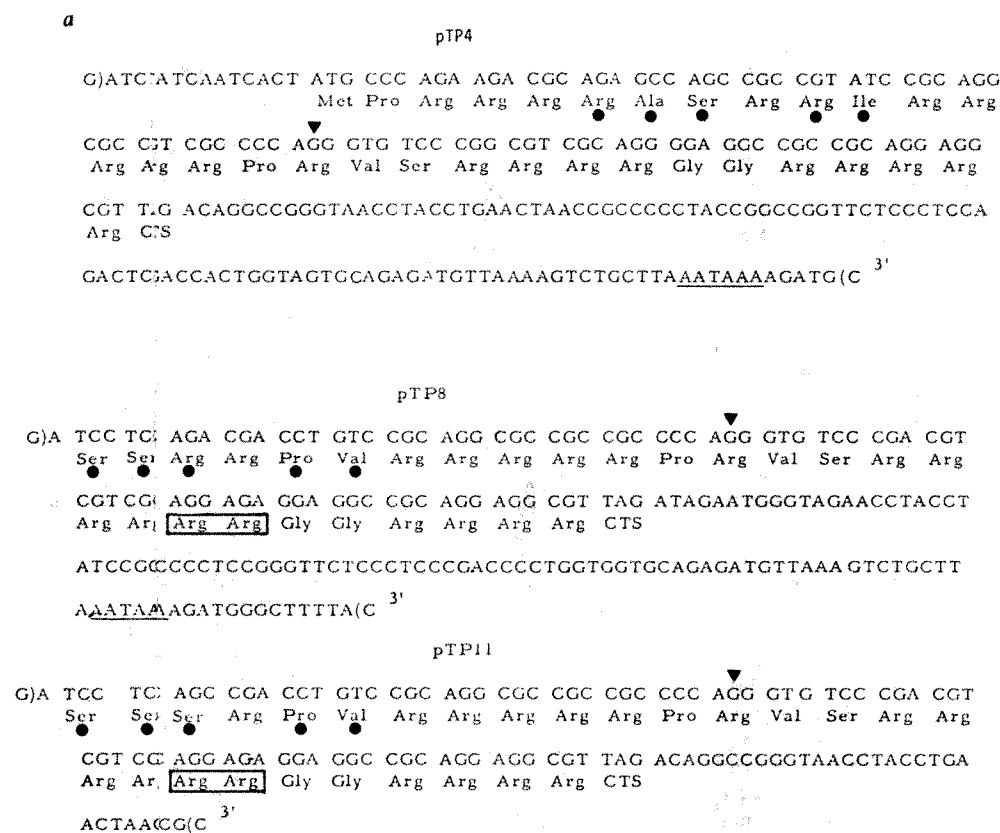 a
pTP4
G)ATC ATCAATCACT ATG CCC AGA AGA CGC AGA GCC AGC CGC CGT ATC CGC AGG
Met Pro Arg Arg Arg Arg Ala Ser Arg Arg Ile Arg Arg
CGC CGT CGC CCC AGG GTG TCC CGG CGT CGC AGG GGA GGC CGC CGC AGG AGG
Arg Arg Arg Pro Arg Val Ser Arg Arg Arg Arg Gly Gly Arg Arg Arg Arg
CGT TAG ACAGGCCGGGTAACCTACCTGAACTAACCGCCCCCTACCGGCCGGTTCTCCCTCCA
Arg CTS
GACTCGACCACTGGTAGTGCAGAGATGTTAAAAGTCTGCTTAAATAAAAGATG(C 3'
pTP8
G)A TCC TC AGA CGA CCT GTC CGC AGG CGC CGC CGC CCC AGG GTG TCC CGA CGT
Ser Ser Arg Arg Pro Val Arg Arg Arg Arg Arg Pro Arg Val Ser Arg Arg
CGT CG AGG AGA GGA GGC CGC AGG AGG CGT TAG ATAGAATGGGTAGAACCTACCT
Arg Arg Arg Arg Gly Gly Arg Arg Arg Arg CTS
ATCCGCCCCCTCCGGGTTCTCCCTCCCGACCCCTGGTGGTGCAGAGATGTTAAAAGTCTGCTT
AAATAAAAGATGGGCTTTTA(C 3'
pTP11
G)A TCC TC AGC CGA CCT GTC CGC AGG CGC CGC CGC CCC AGG GTG TCC CGA CGT
Ser Ser Ser Arg Pro Val Arg Arg Arg Arg Arg Pro Arg Val Ser Arg Arg
CGT CG AGG AGA GGA GGC CGC AGG AGG CGT TAG ACAGGCCGGGTAACCTACCTGA
Arg Arg Arg Arg Gly Gly Arg Arg Arg Arg CTS
ACTAACCG(C 3'